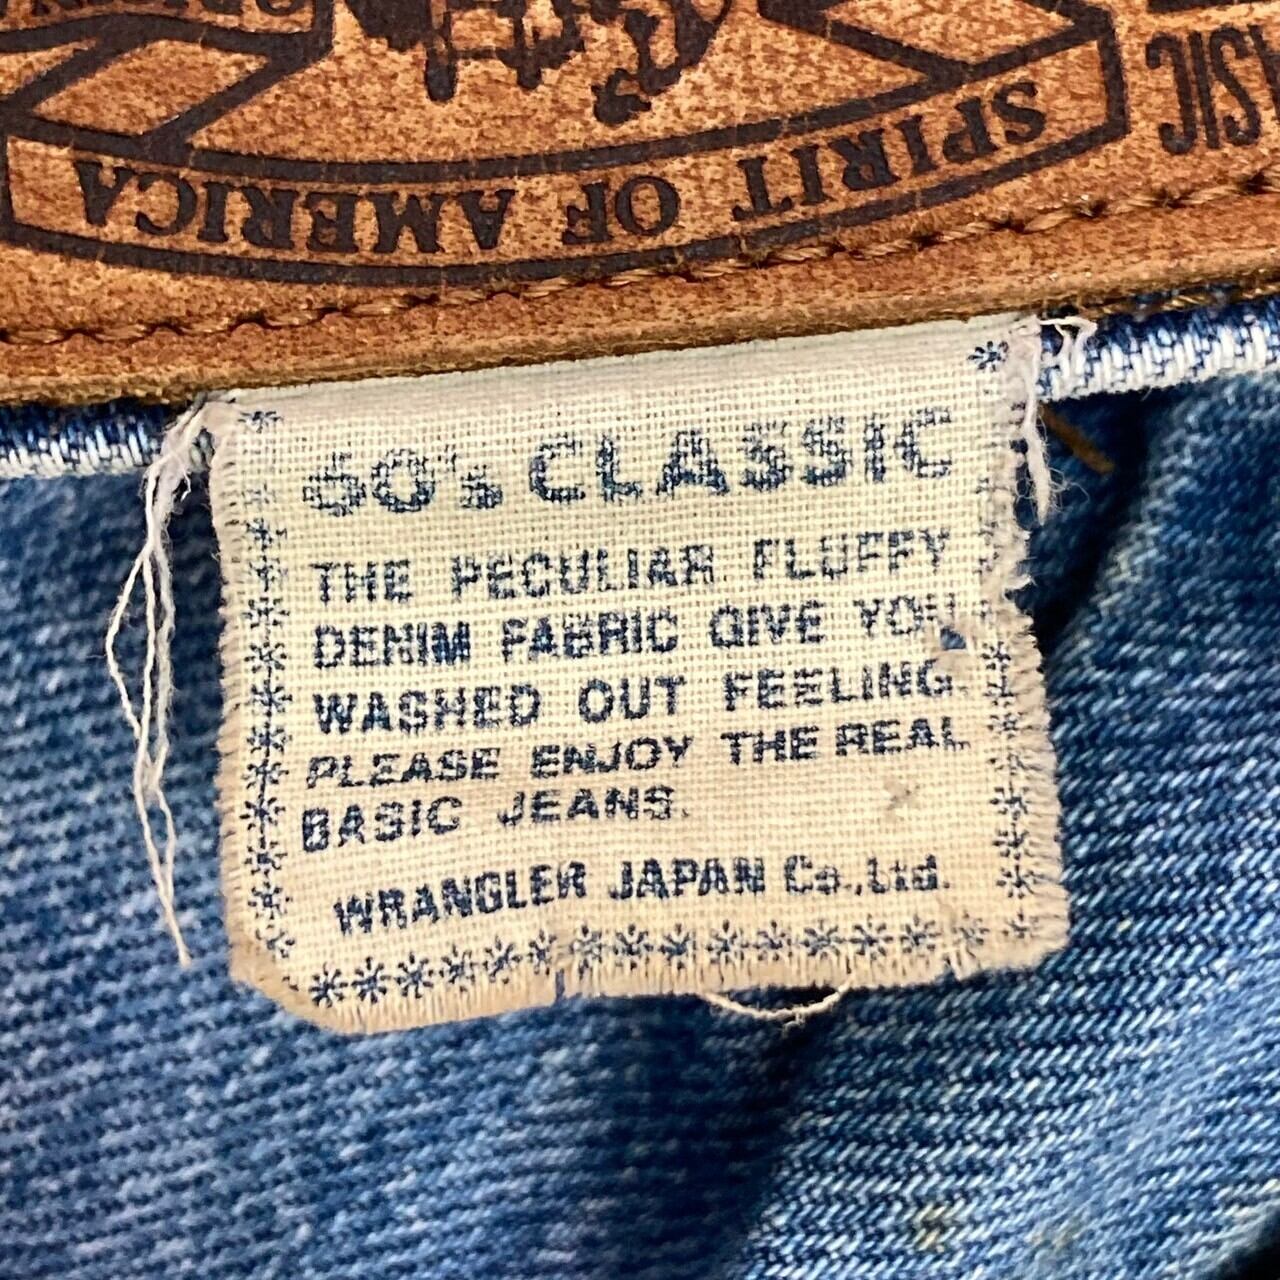 SPIRIT OF AMERICA
50's CLASSIC
THE PECULIAR FLUFFY
DENIM FABRIC GIVE YOU
WASHED OUT FEELING.
PLEASE ENJOY THE REAL
BASIC JEANS.
WRANGLER JAPAN Co.,Ltd.